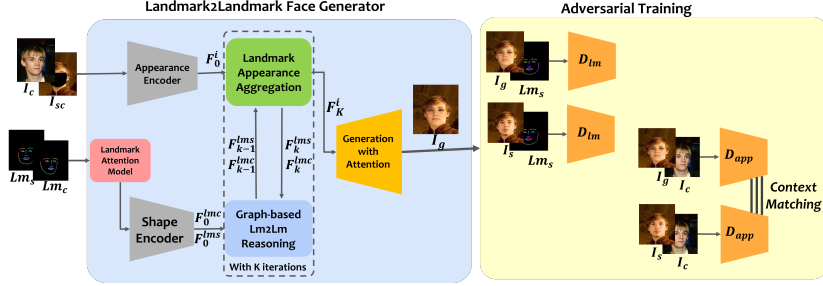 Landmark2Landmark Face Generator
I_c
I_sc
Appearance
Encoder
F_0^i
Landmark
Appearance
Aggregation
F_K^i
Lm_s
Lm_c
Landmark
Attention
Model
Shape
Encoder
F_0^lmc
F_0^lms
F_{k-1}^lms
F_{k-1}^lmc
F_k^lms
F_k^lmc
Graph-based
Lm2Lm
Reasoning
With K iterations
Generation
with
Attention
I_g
Adversarial Training
I_g
Lm_s
D_lm
I_s
Lm_s
D_lm
I_g
I_c
D_app
Context
Matching
I_s
I_c
D_app